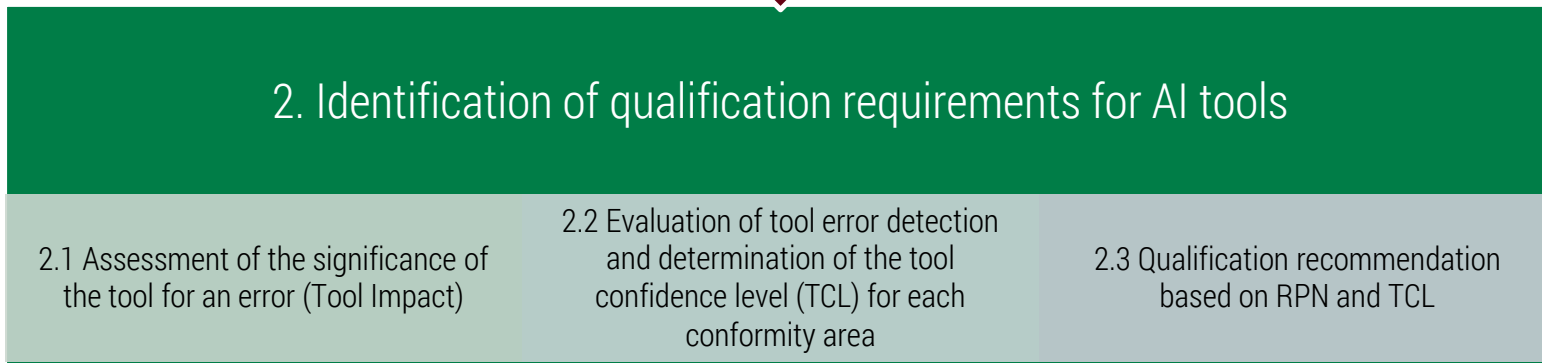 2. Identification of qualification requirements for AI tools
2.1 Assessment of the significance of
the tool for an error (Tool Impact)
2.2 Evaluation of tool error detection
and determination of the tool
confidence level (TCL) for each
conformity area
2.3 Qualification recommendation
based on RPN and TCL